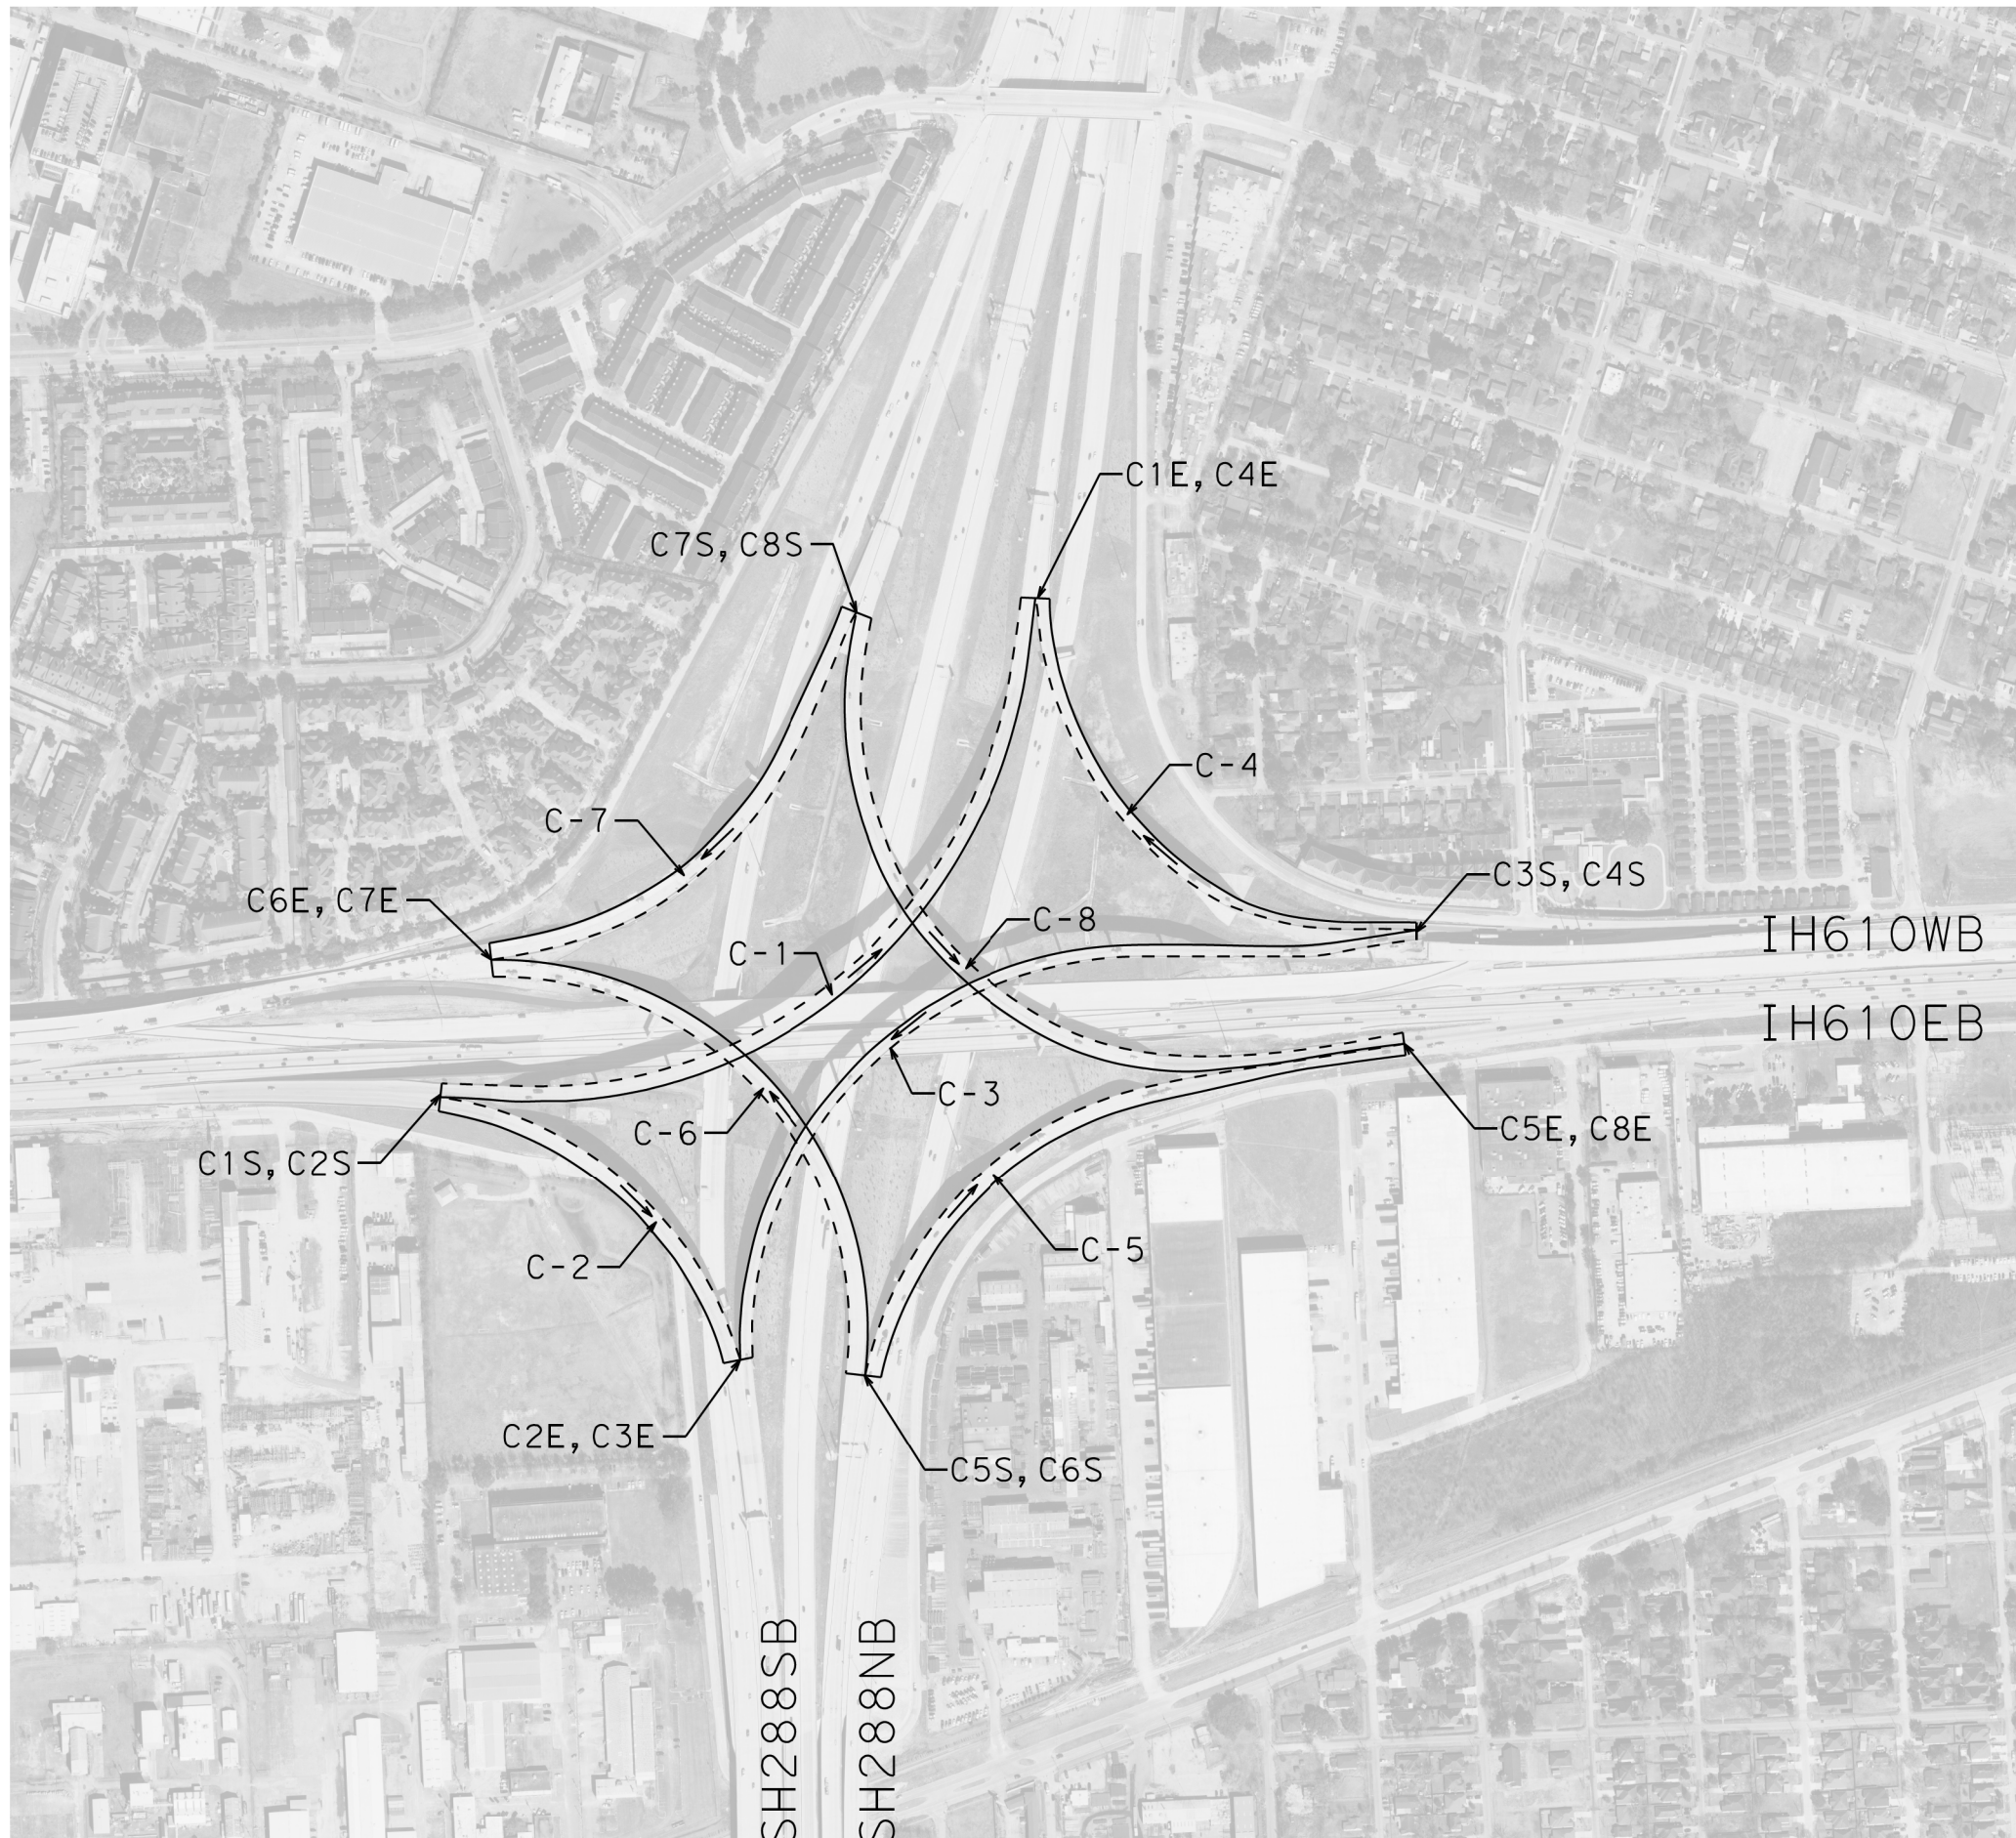 C1E, C4E
C7S, C8S
C-4
C-7
C3S, C4S
C6E, C7E
C-8
IH610WB
C-1
IH610EB
C-3
C-6
C5E, C8E
C1S, C2S
C-5
C-2
C2E, C3E
C5S, C6S
SH288SB
SH288NB